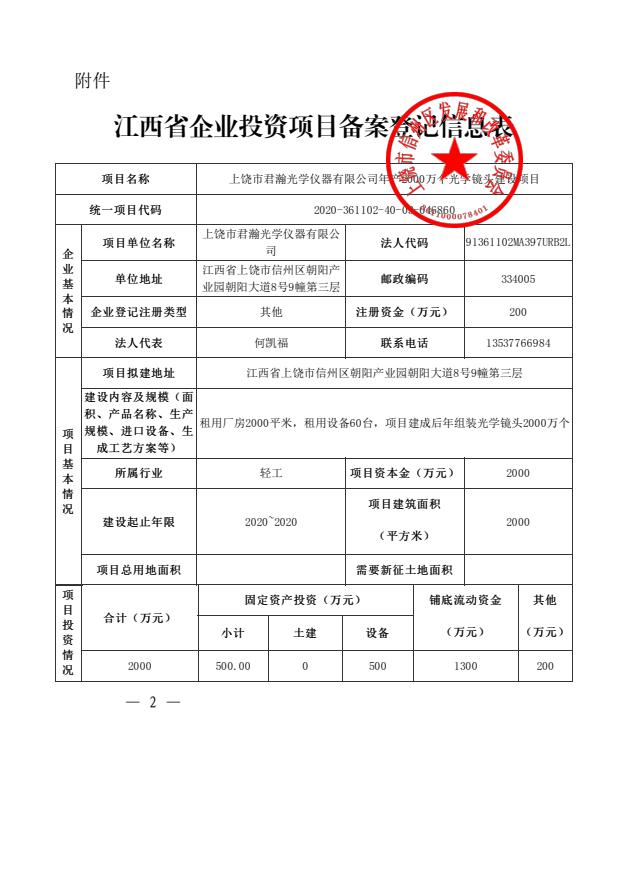 附件
江西省企业投资项目备案登记信息表
项目名称 上饶市君瀚光学仪器有限公司年产2000万个光学镜头建设项目
统一项目代码 2020-361102-40-03-046860
企业基本情况
项目单位名称 上饶市君瀚光学仪器有限公司 法人代码 91361102MA397URB2L
单位地址 江西省上饶市信州区朝阳产业园朝阳大道8号9幢第三层 邮政编码 334005
企业登记注册类型 其他 注册资金（万元） 200
法人代表 何凯福 联系电话 13537766984
项目基本情况
项目拟建地址 江西省上饶市信州区朝阳产业园朝阳大道8号9幢第三层
建设内容及规模（面积、产品名称、生产规模、进口设备、生成工艺方案等） 租用厂房2000平米，租用设备60台，项目建成后年组装光学镜头2000万个
所属行业 轻工 项目资本金（万元） 2000
建设起止年限 2020~2020 项目建筑面积（平方米） 2000
项目总用地面积 需要新征土地面积
项目投资情况
合计（万元） 固定资产投资（万元） 铺底流动资金（万元） 其他（万元）
小计 土建 设备
2000 500.00 0 500 1300 200
— 2 —
上饶市信州区发展和改革委员会